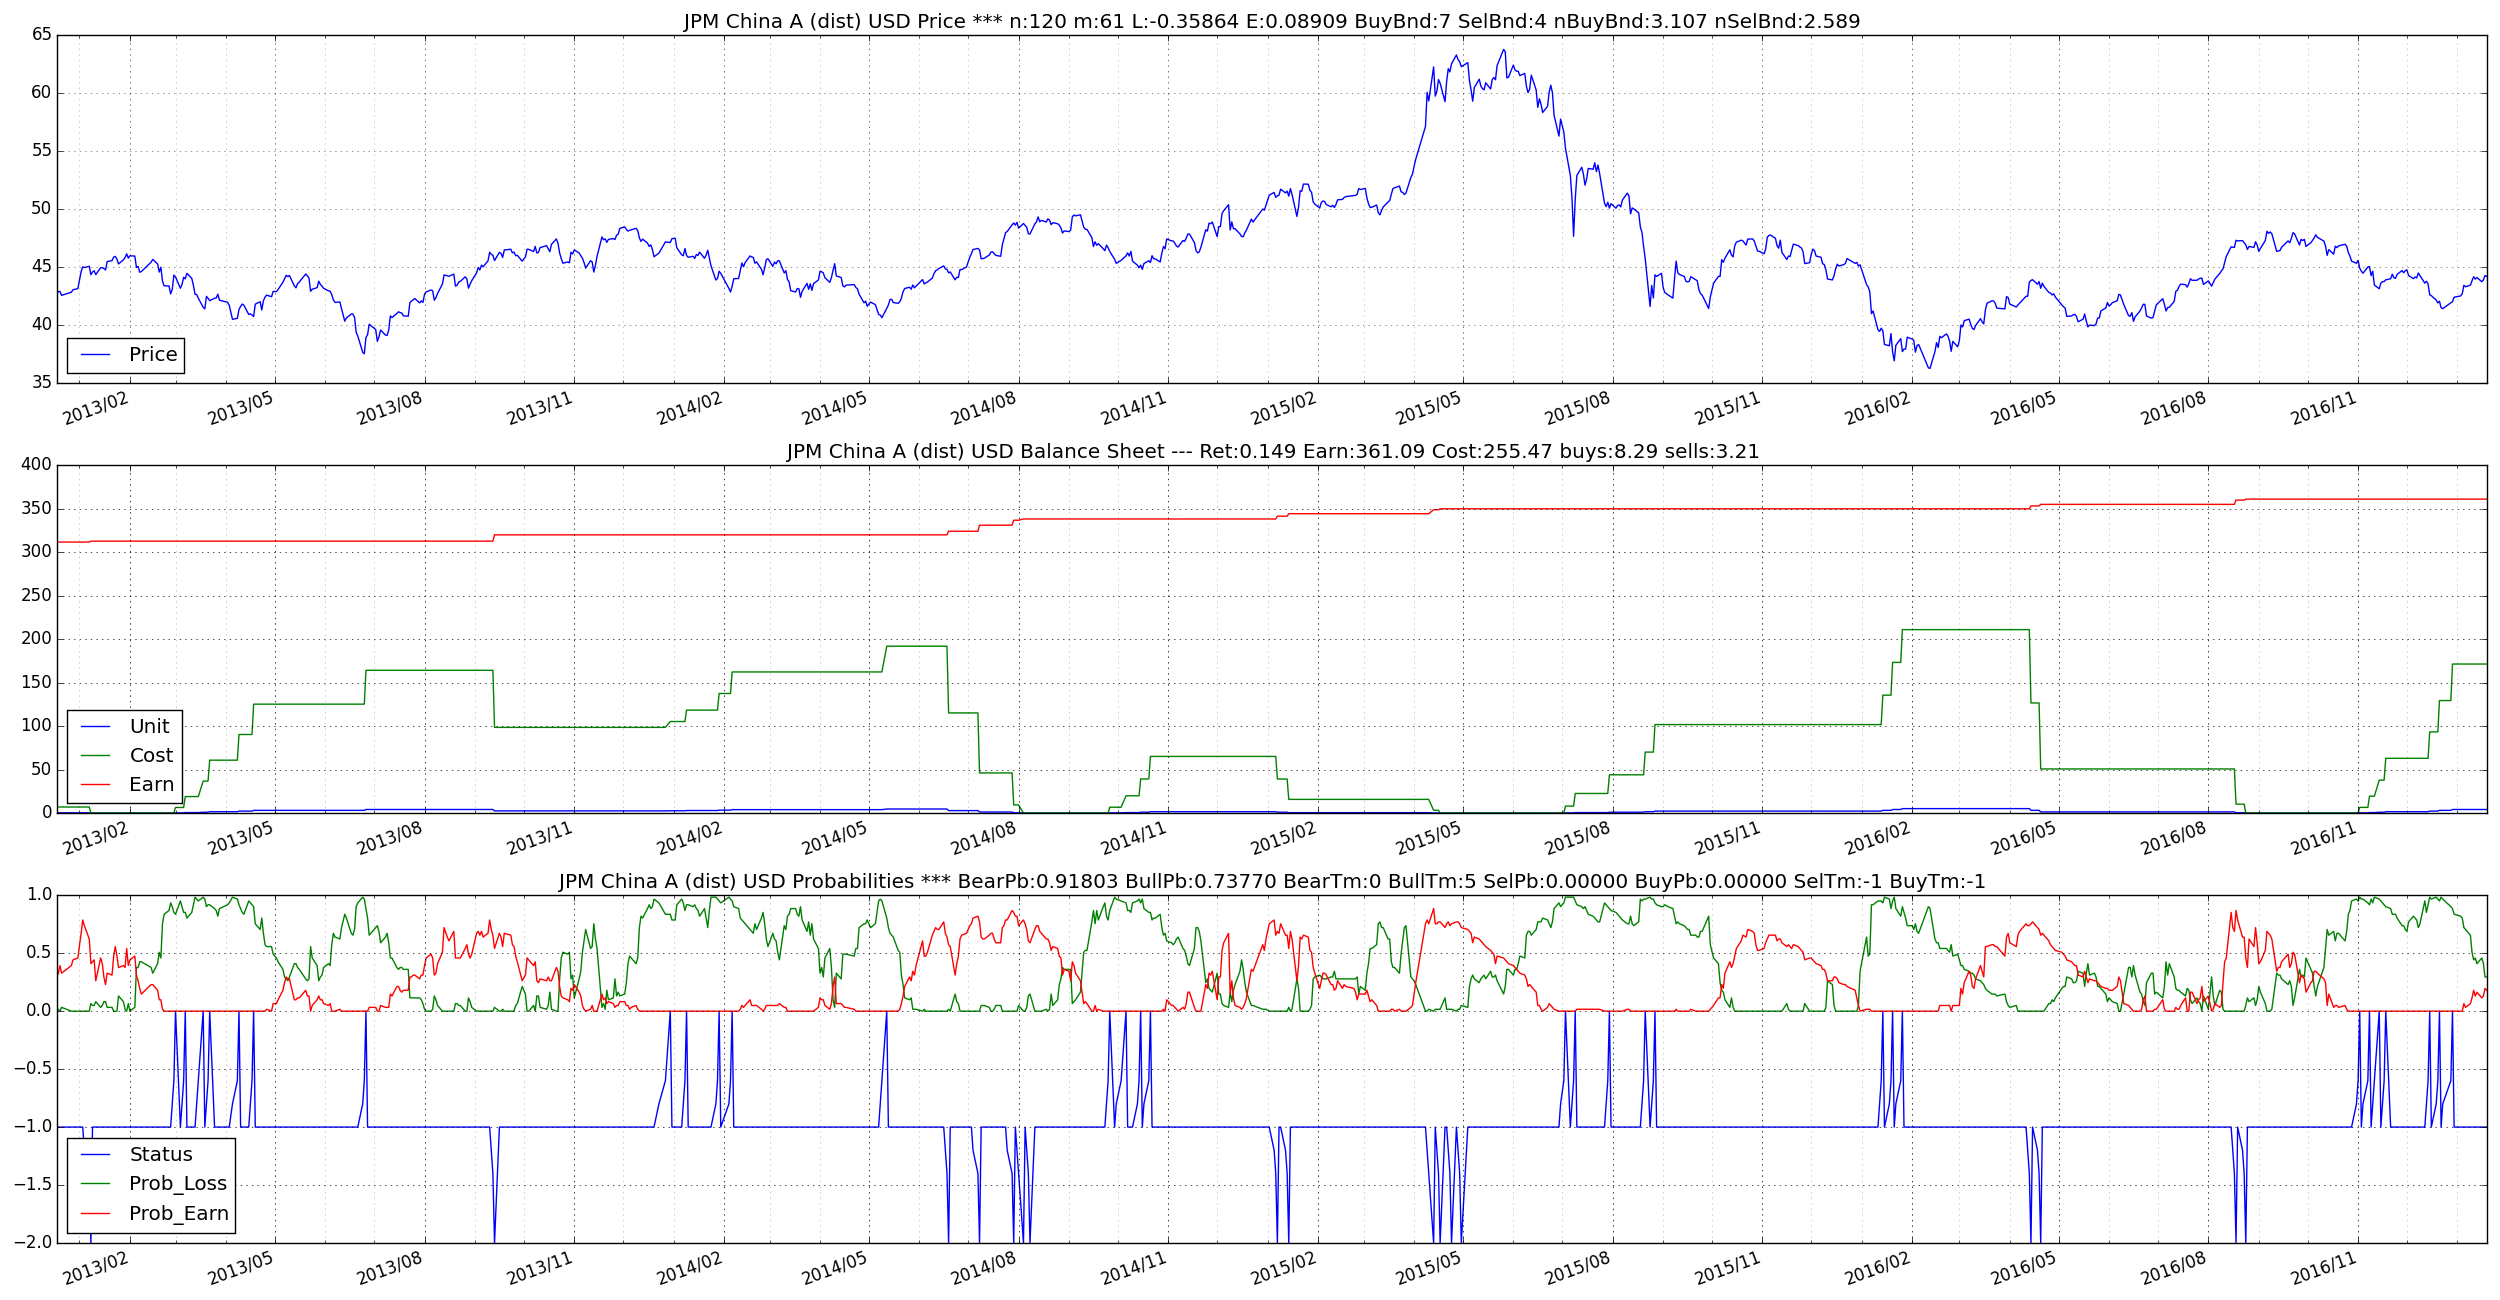 JPM China A (dist) USD Price *** n:120 m:61 L:-0.35864 E:0.08909 BuyBnd:7 SelBnd:4 nBuyBnd:3.107 nSelBnd:2.589
65
60
55
50
45
40
35
Price
2013/02 2013/05 2013/08 2013/11 2014/02 2014/05 2014/08 2014/11 2015/02 2015/05 2015/08 2015/11 2016/02 2016/05 2016/08 2016/11
JPM China A (dist) USD Balance Sheet --- Ret:0.149 Earn:361.09 Cost:255.47 buys:8.29 sells:3.21
400
350
300
250
200
150
100
50
0
Unit
Cost
Earn
2013/02 2013/05 2013/08 2013/11 2014/02 2014/05 2014/08 2014/11 2015/02 2015/05 2015/08 2015/11 2016/02 2016/05 2016/08 2016/11
JPM China A (dist) USD Probabilities *** BearPb:0.91803 BullPb:0.73770 BearTm:0 BullTm:5 SelPb:0.00000 BuyPb:0.00000 SelTm:-1 BuyTm:-1
1.0
0.5
0.0
−0.5
−1.0
−1.5
−2.0
Status
Prob_Loss
Prob_Earn
2013/02 2013/05 2013/08 2013/11 2014/02 2014/05 2014/08 2014/11 2015/02 2015/05 2015/08 2015/11 2016/02 2016/05 2016/08 2016/11